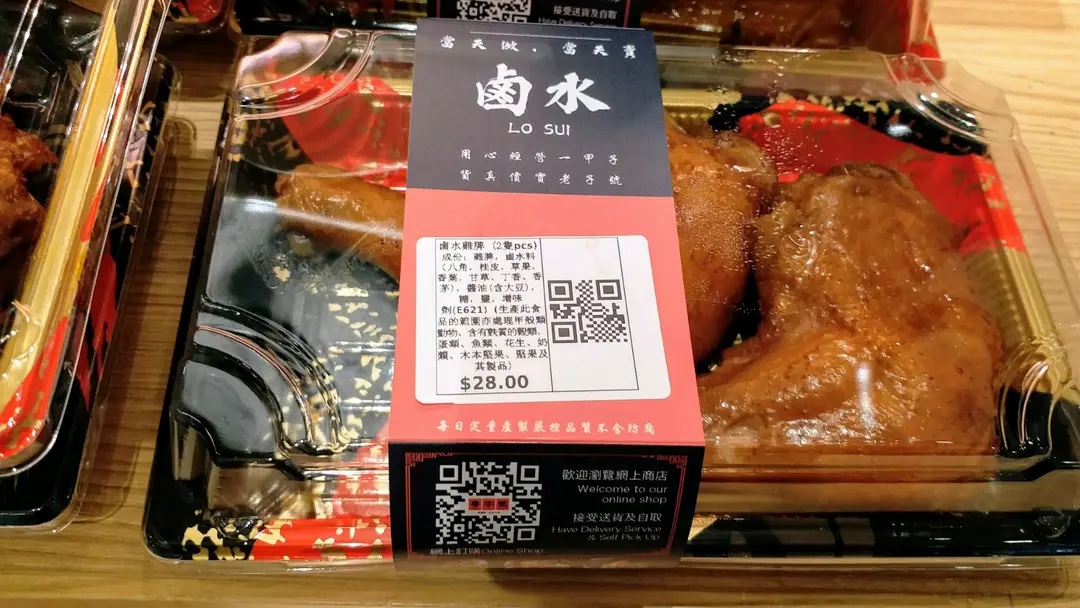 接受送貨及自取
Have Delivery Service
當天做，當天賣
鹵水
LO SUI
用心經營一甲子
貨真價實老字號
鹵水雞脾 (2隻pcs)
成份: 雞脾, 鹵水料
(八角, 桂皮, 草果,
香葉, 甘草, 丁香、香
茅), 醬油(含大豆),
糖, 鹽, 增味
劑(E621) (生產此食
品的範圍亦處理甲殼類
動物、含有麩質的穀類、
蛋類、魚類、花生、奶
類、木本堅果、堅果及
其製品)
$28.00
每日定量產製嚴控品質不含防腐
歡迎瀏覽網上商店
Welcome to our
online shop
接受送貨及自取
Have Delivery Service
& Self Pick Up
網上訂購 Online Shop